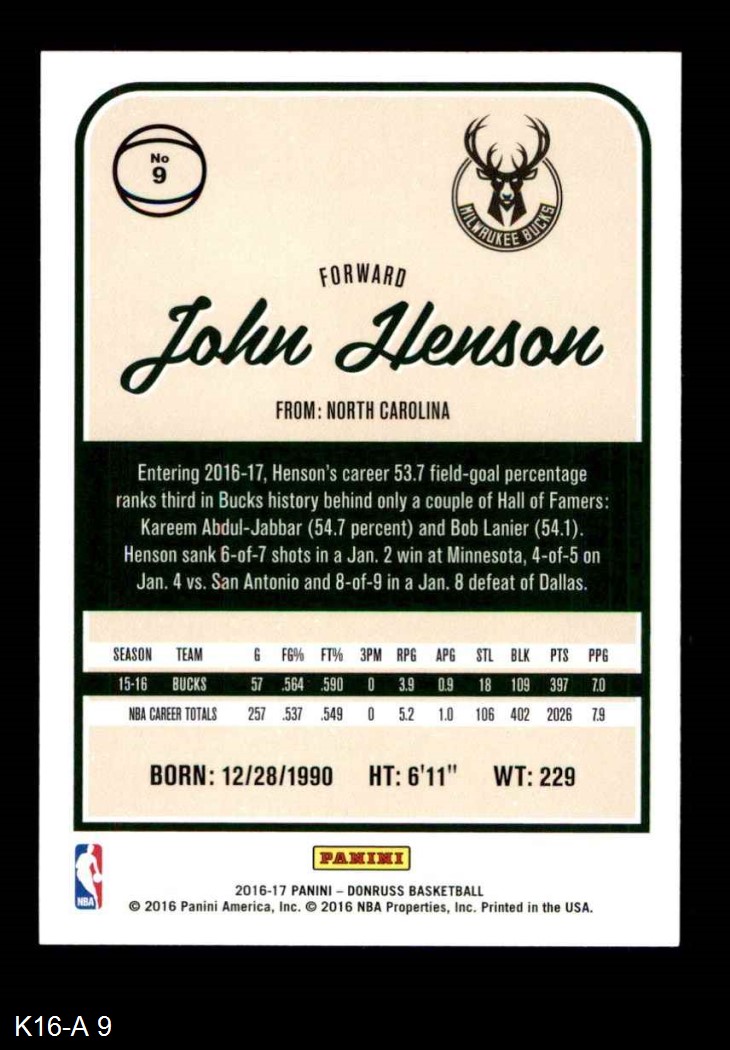 No
9
MILWAUKEE BUCKS
FORWARD
John Henson
FROM: NORTH CAROLINA
Entering 2016-17, Henson's career 53.7 field-goal percentage
ranks third in Bucks history behind only a couple of Hall of Famers:
Kareem Abdul-Jabbar (54.7 percent) and Bob Lanier (54.1).
Henson sank 6-of-7 shots in a Jan. 2 win at Minnesota, 4-of-5 on
Jan. 4 vs. San Antonio and 8-of-9 in a Jan. 8 defeat of Dallas.
SEASON TEAM G FG% FT% 3PM RPG APG STL BLK PTS PPG
15-16 BUCKS 57 .564 .590 0 3.9 0.9 18 109 397 7.0
NBA CAREER TOTALS 257 .537 .549 0 5.2 1.0 106 402 2026 7.9
BORN: 12/28/1990 HT: 6'11" WT: 229
NBA
PANINI
2016-17 PANINI – DONRUSS BASKETBALL
© 2016 Panini America, Inc. © 2016 NBA Properties, Inc. Printed in the USA.
K16-A 9